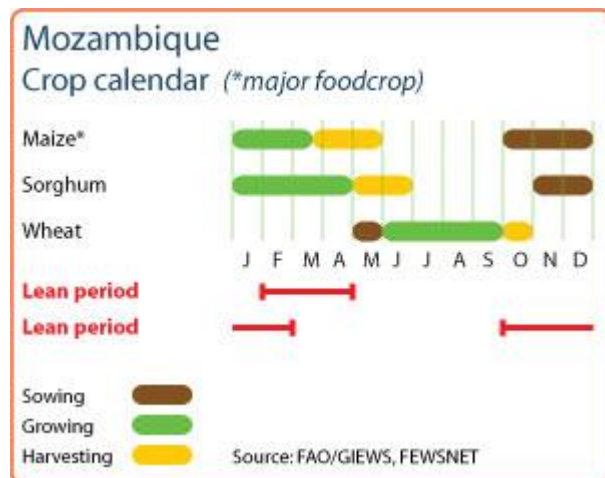 Mozambique
Crop calendar (*major foodcrop)
Maize*
Sorghum
Wheat
J F M A M J J A S O N D
Lean period
Lean period
Sowing
Growing
Harvesting
Source: FAO/GIEWS, FEWSNET